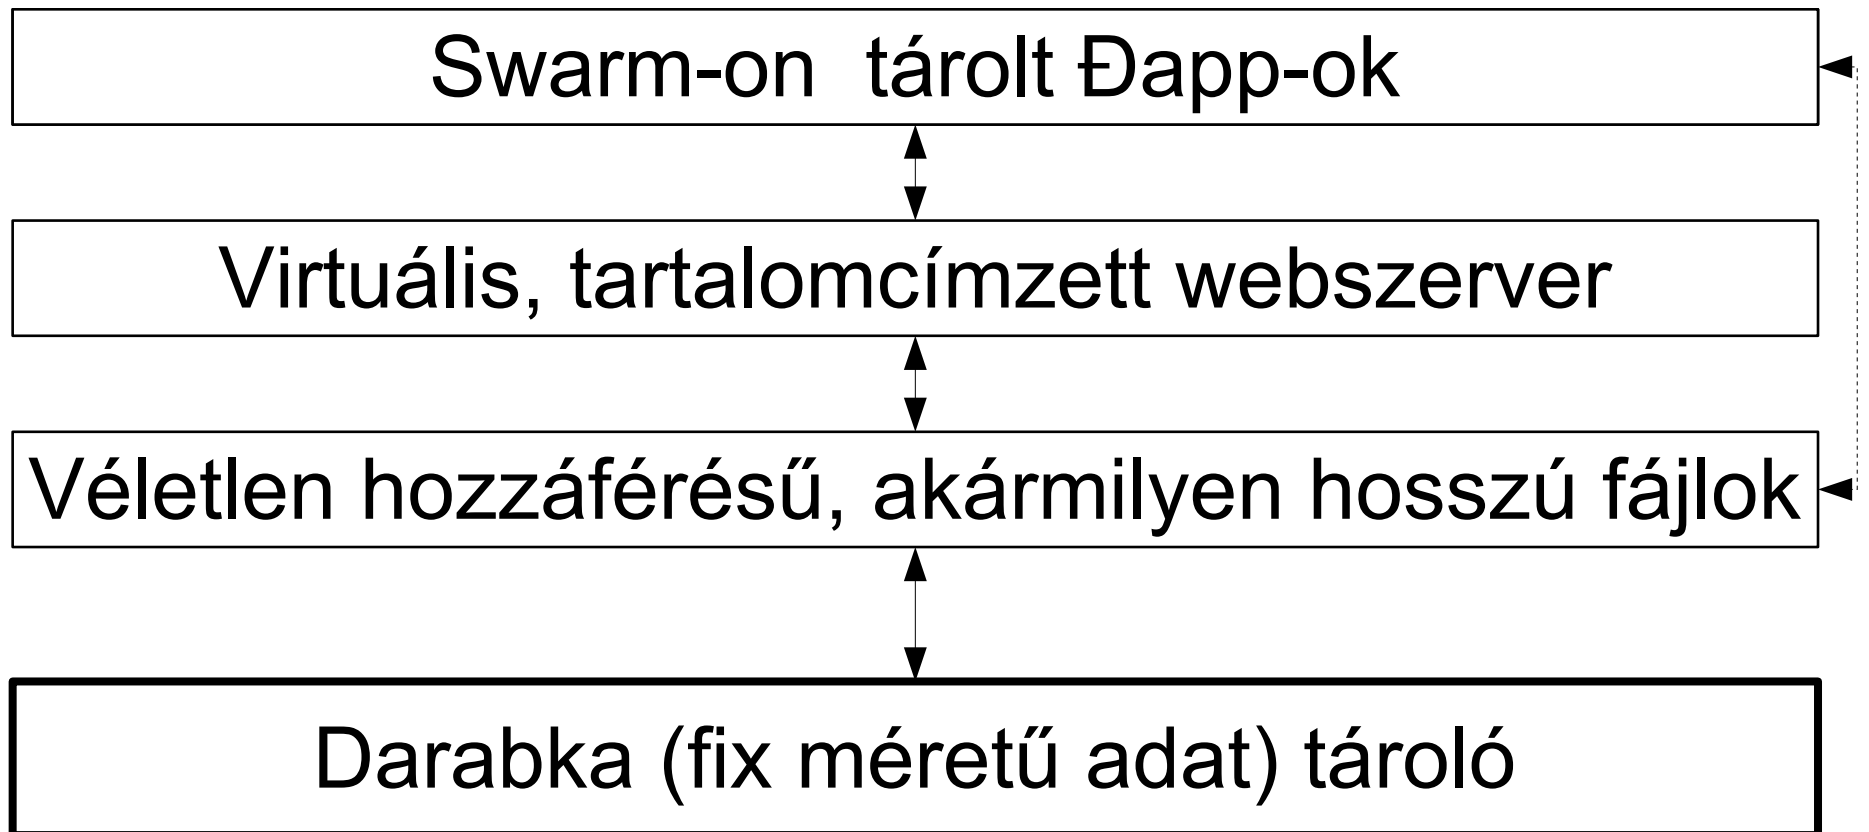 Swarm-on tárolt Đapp-ok
Virtuális, tartalomcímzett webszerver
Véletlen hozzáférésű, akármilyen hosszú fájlok
Darabka (fix méretű adat) tároló